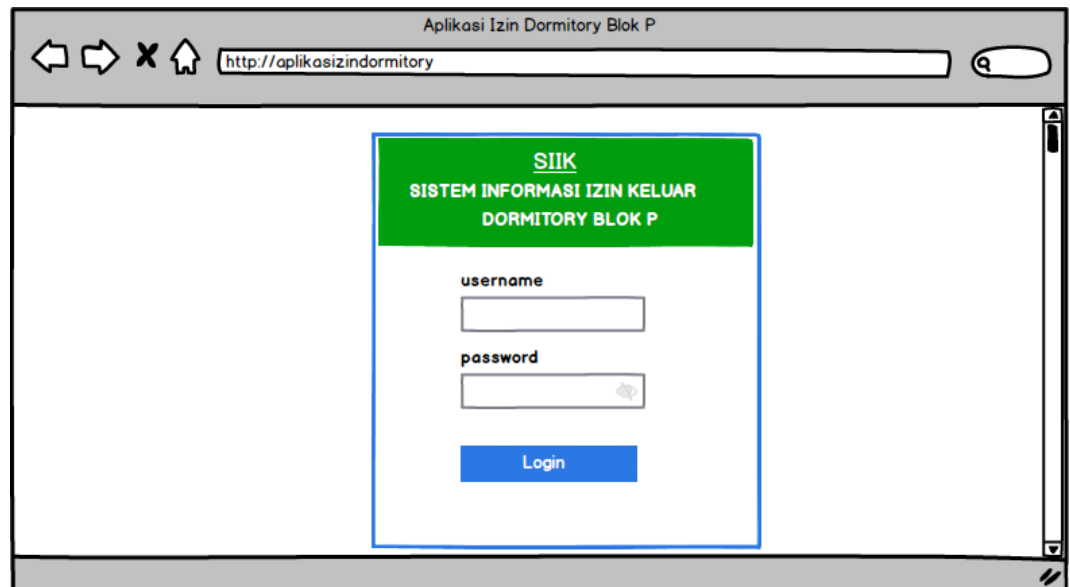 Aplikasi Izin Dormitory Blok P
http://aplikasizindormitory
SIIK
SISTEM INFORMASI IZIN KELUAR
DORMITORY BLOK P
username
password
Login